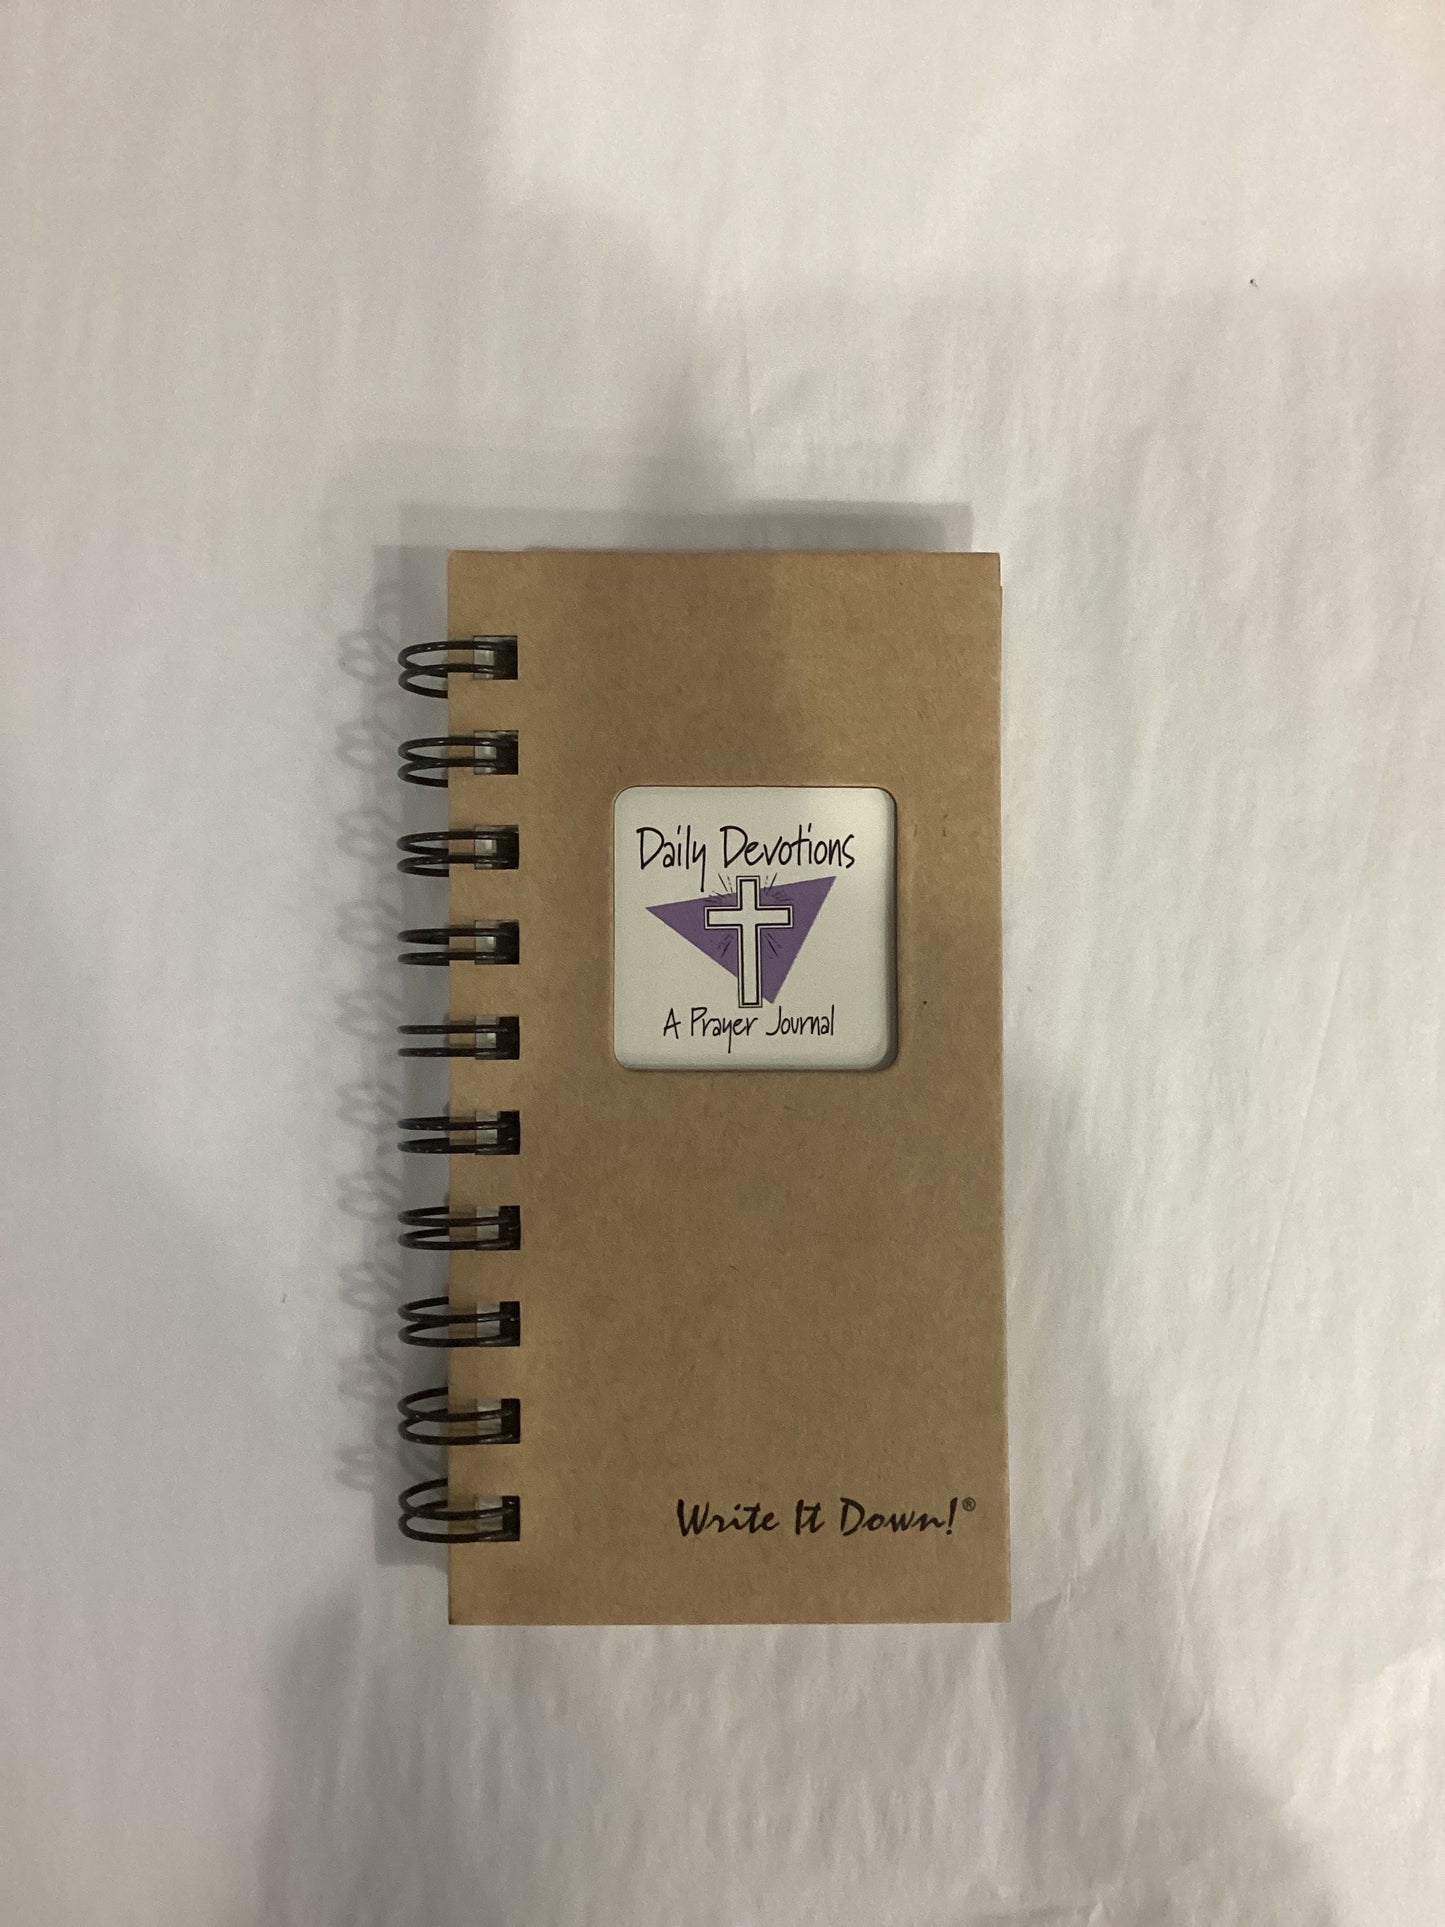 Daily Devotions
A Prayer Journal
Write It Down!®